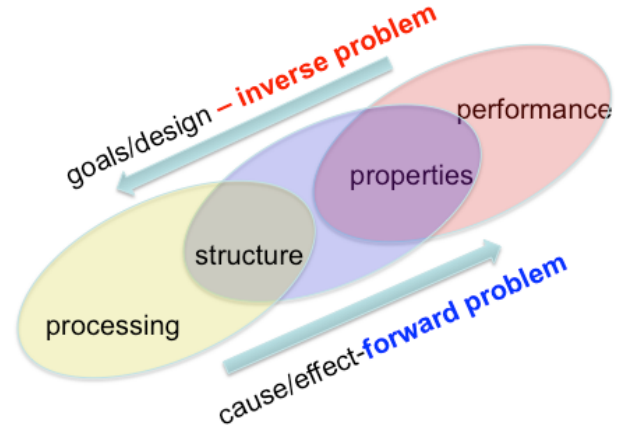 goals/design – inverse problem
performance
properties
structure
processing
cause/effect-forward problem